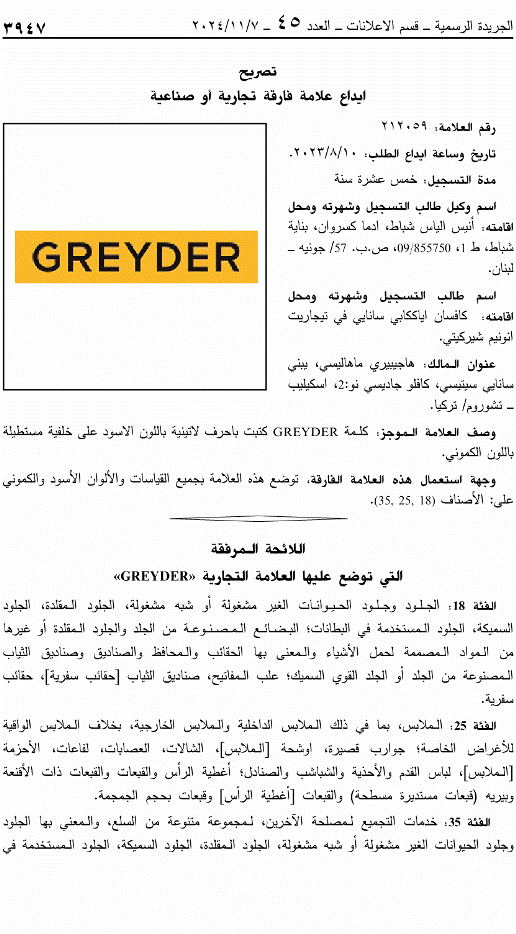 الجريدة الرسمية ــ قسم الاعلانات ــ العدد ٤٥ ــ ٢٠٢٤/١١/٧
٣٩٤٧
تصريح
ايداع علامة فارقة تجارية او صناعية
رقم العلامة: ٢١٢٠٥٩
تاريخ وساعة ايداع الطلب: ٢٠٢٣/٨/١٠.
مدة التسجيل: خمس عشرة سنة
اسم وكيل طالب التسجيل وشهرته ومحل
اقامته: أنيس الياس شباط، ادما كسروان، بناية
شباط، ط 1، 09/855750، ص.ب. 57/ جونيه ــ
لبنان.
اسم طالب التسجيل وشهرته ومحل
اقامته: كافسان اياككابي سانايي في تيجاريت
انونيم شيركيتي.
عنوان المالك: هاجيبيري ماهاليسي، يبني
سانايي سيتيسي، كافلو جاديسي نو:2، اسكيليب
ــ تشوروم/ تركيا.
GREYDER
وصف العلامة الموجز: كلمة GREYDER كتبت باحرف لاتينية باللون الاسود على خلفية مستطيلة
باللون الكموني.
وجهة استعمال هذه العلامة الفارقة، توضع هذه العلامة بجميع القياسات والألوان الأسود والكموني
على: الأصناف (18 ,25 ,35).
اللائحة المرفقة
التي توضع عليها العلامة التجارية «GREYDER»
الفئة 18: الجلود وجلود الحيوانات الغير مشغولة أو شبه مشغولة، الجلود المقلدة، الجلود
السميكة، الجلود المستخدمة في البطانات؛ البضائع المصنوعة من الجلد والجلود المقلدة أو غيرها
من المواد المصممة لحمل الأشياء والمعنى بها الحقائب والمحافظ والصناديق وصناديق الثياب
المصنوعة من الجلد أو الجلد القوي السميك؛ علب المفاتيح، صناديق الثياب [حقائب سفرية]، حقائب
سفرية.
الفئة 25: الملابس، بما في ذلك الملابس الداخلية والملابس الخارجية، بخلاف الملابس الواقية
للأغراض الخاصة؛ جوارب قصيرة، اوشحة [الملابس]، الشالات، العصابات، لفاعات، الأحزمة
[الملابس]، لباس القدم والأحذية والشباشب والصنادل؛ أغطية الرأس والقبعات والقبعات ذات الأقنعة
وبيريه (قبعات مستديرة مسطحة) والقبعات [أغطية الرأس] وقبعات بحجم الجمجمة.
الفئة 35: خدمات التجميع لمصلحة الآخرين، لمجموعة متنوعة من السلع، والمعني بها الجلود
وجلود الحيوانات الغير مشغولة أو شبه مشغولة، الجلود المقلدة، الجلود السميكة، الجلود المستخدمة في